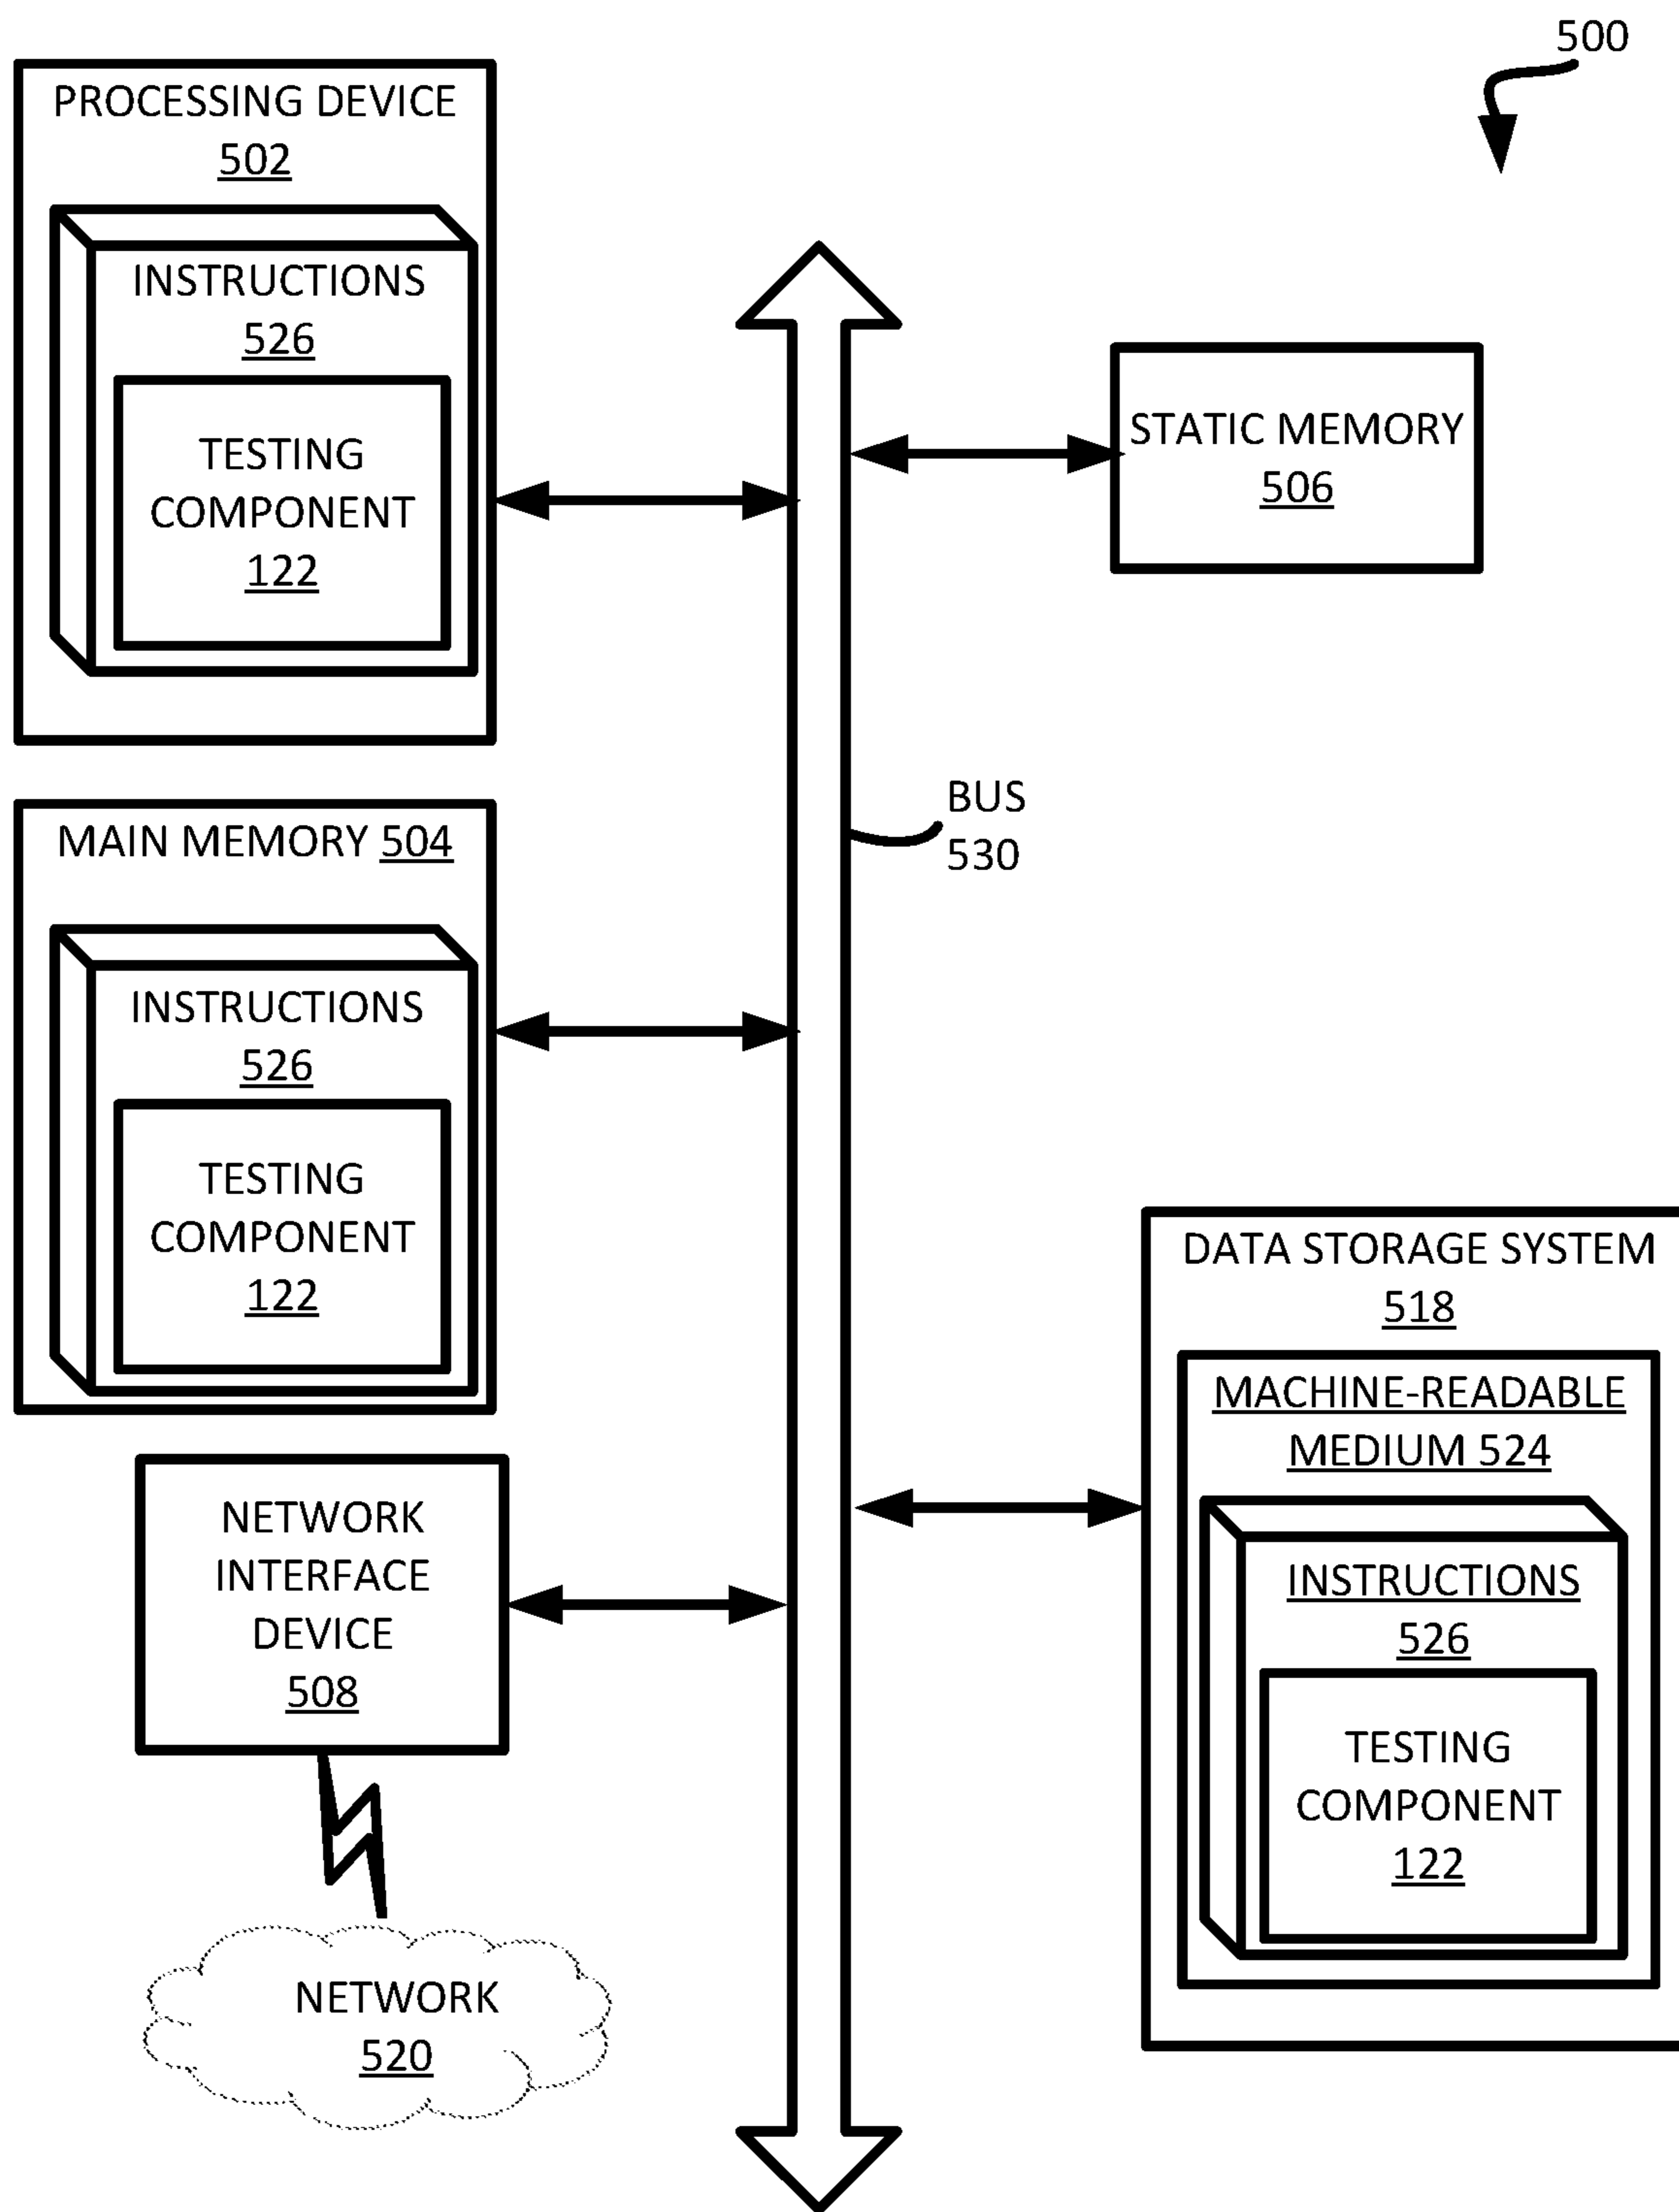 500
PROCESSING DEVICE
502
INSTRUCTIONS
526
TESTING
COMPONENT
122
STATIC MEMORY
506
BUS
530
MAIN MEMORY 504
INSTRUCTIONS
526
TESTING
COMPONENT
122
DATA STORAGE SYSTEM
518
MACHINE-READABLE
MEDIUM 524
INSTRUCTIONS
526
TESTING
COMPONENT
122
NETWORK
INTERFACE
DEVICE
508
NETWORK
520